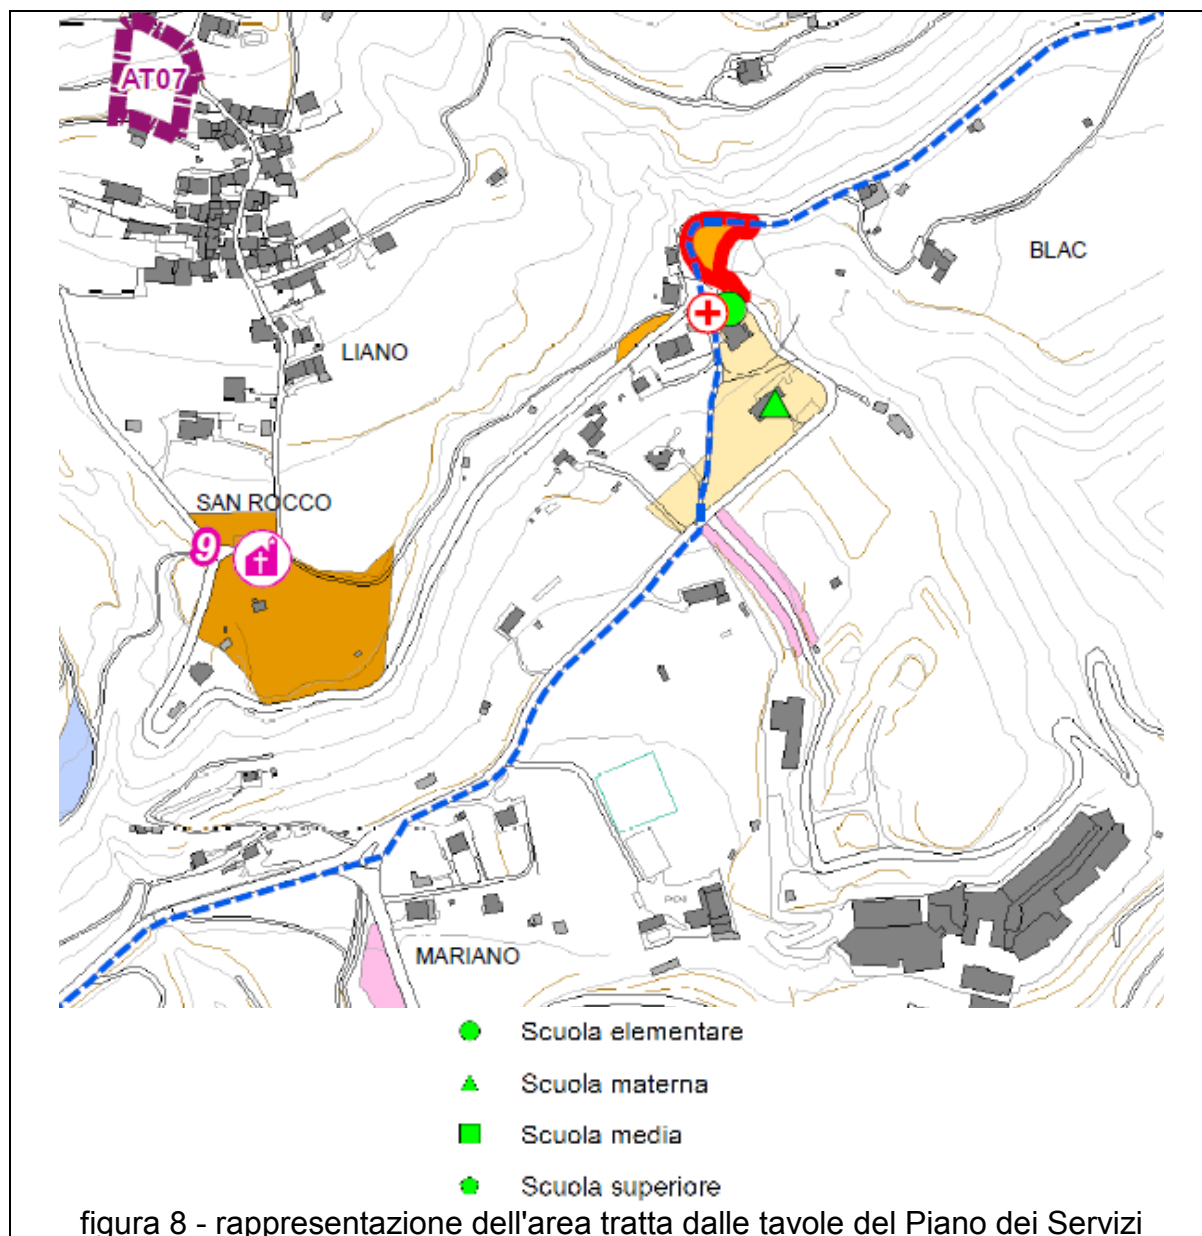 AT07
BLAC
LIANO
SAN ROCCO
9
MARIANO
Scuola elementare
Scuola materna
Scuola media
Scuola superiore
figura 8 - rappresentazione dell'area tratta dalle tavole del Piano dei Servizi